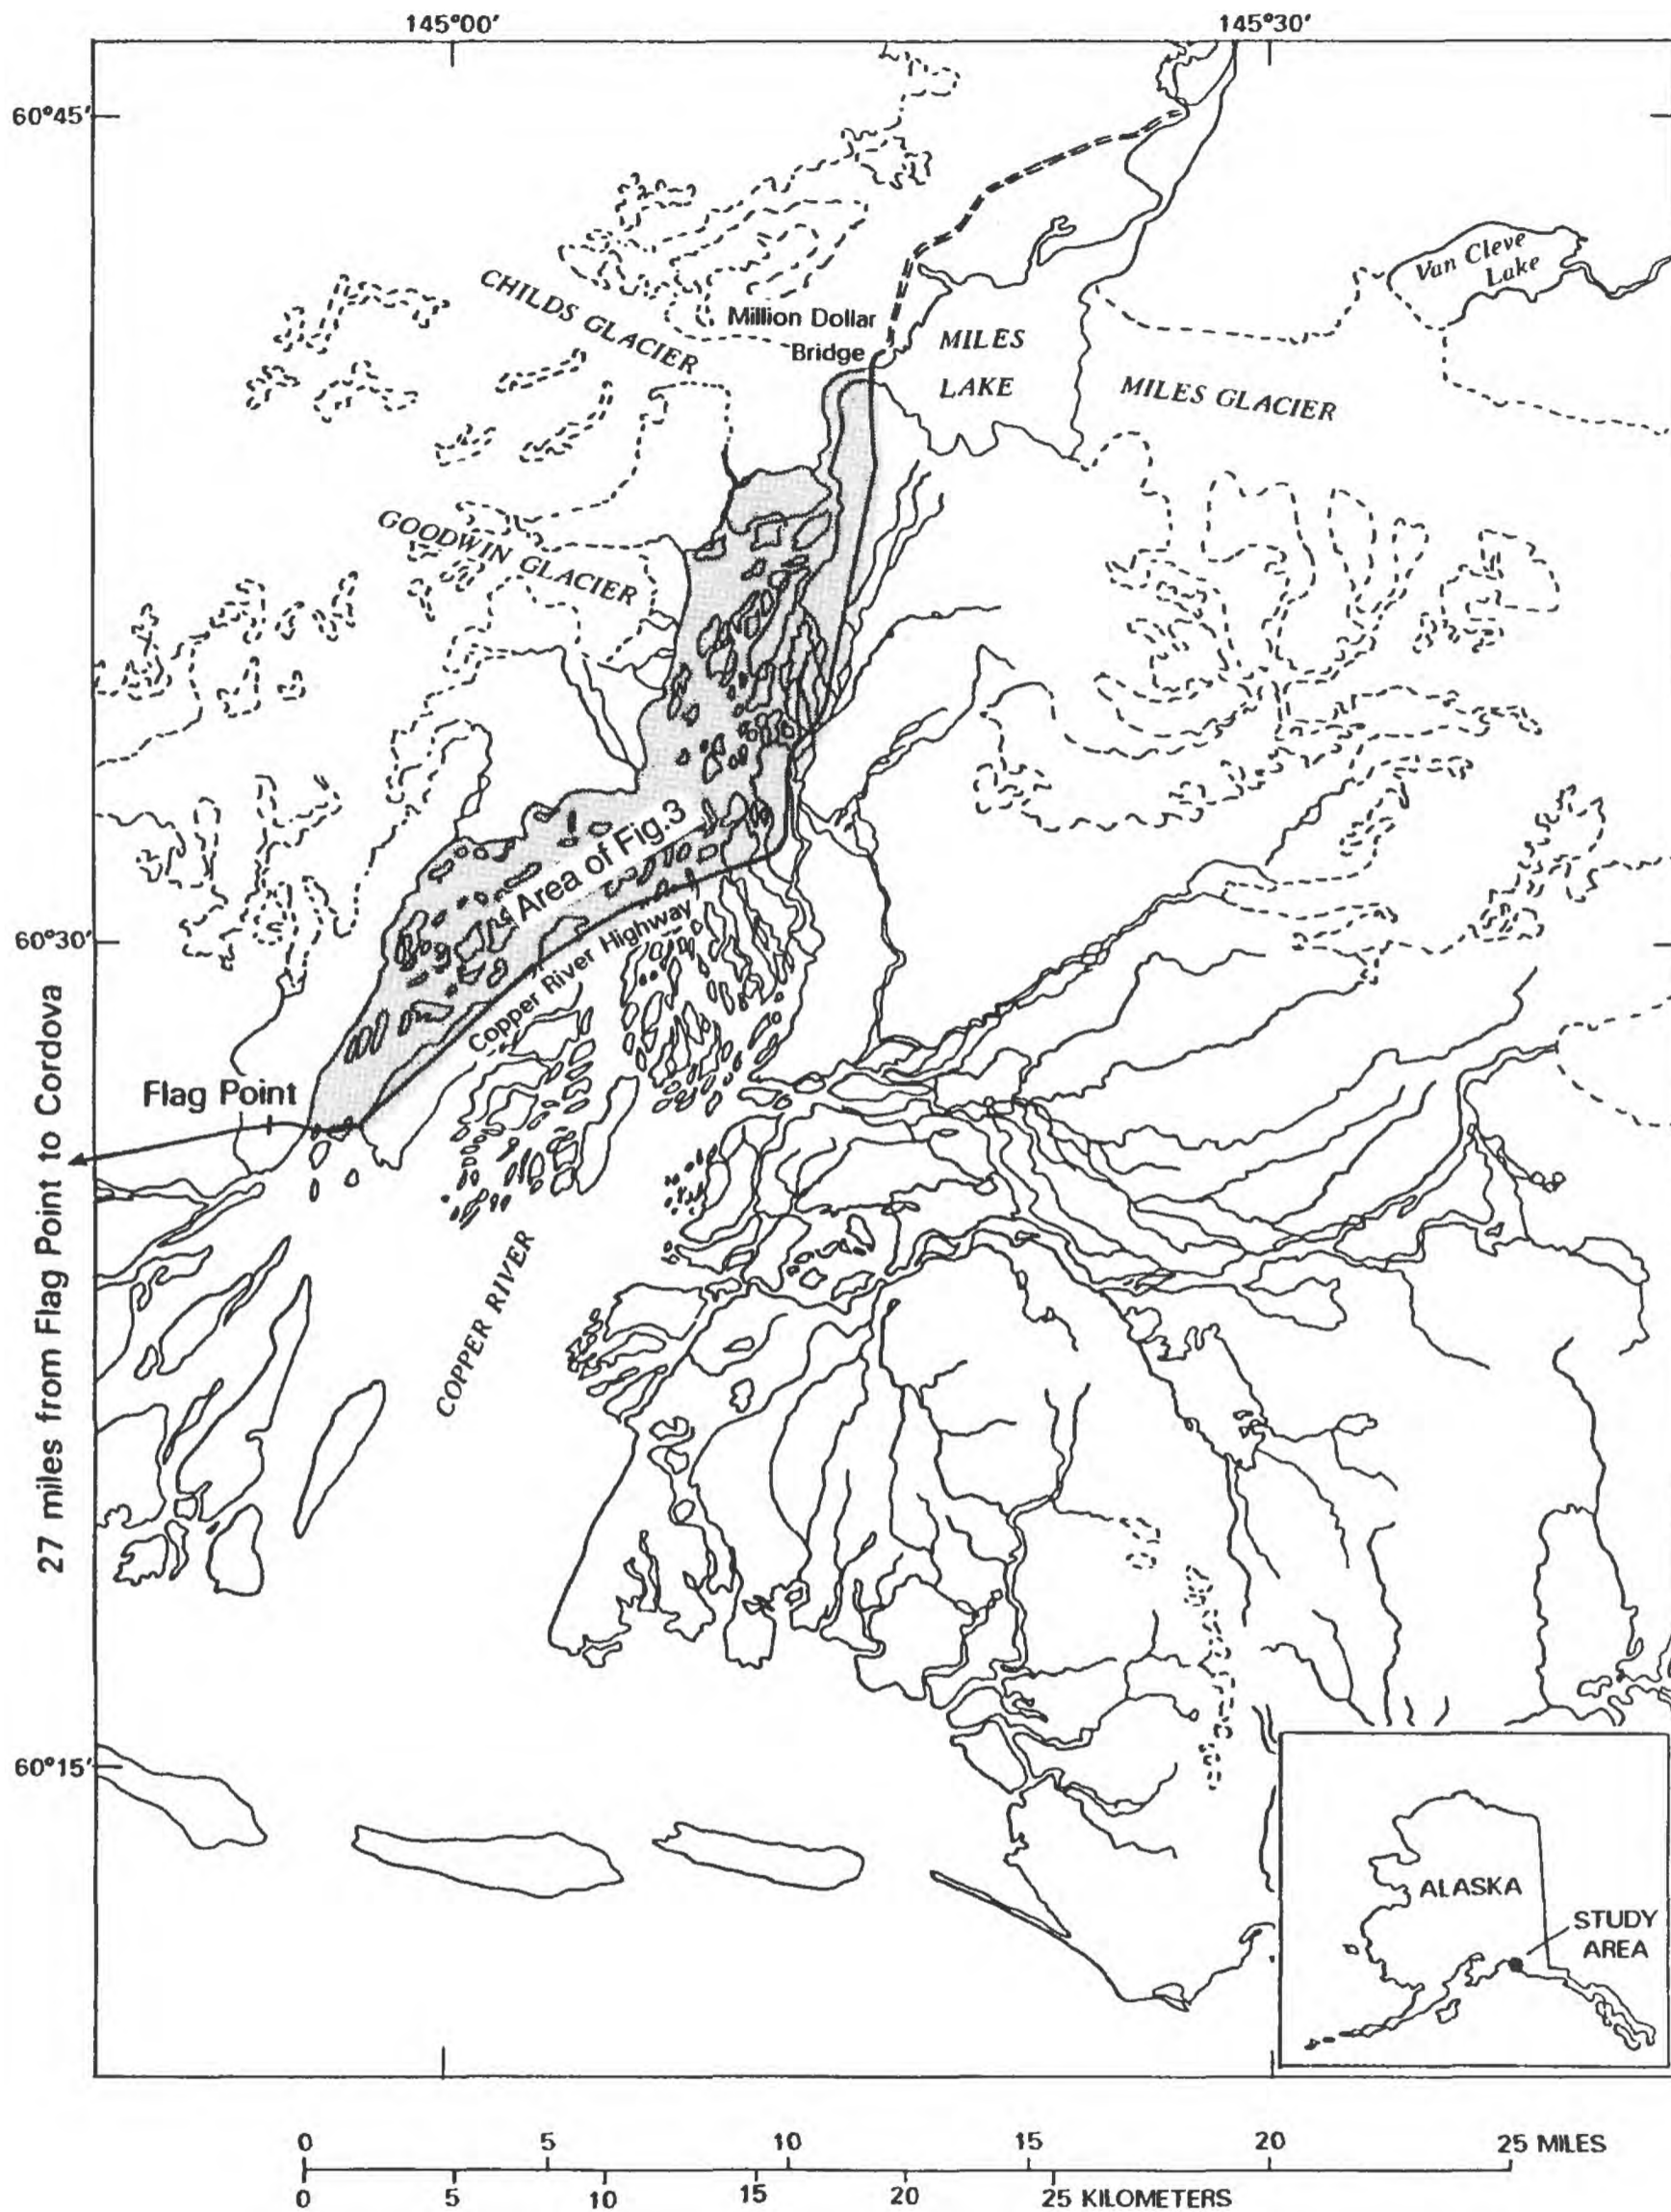 145°00'
145°30'
60°45'
Van Cleve
Lake
CHILDS GLACIER
Million Dollar
Bridge
MILES
LAKE
MILES GLACIER
GOODWIN GLACIER
Area of Fig.3
60°30'
Copper River Highway
Flag Point
27 miles from Flag Point to Cordova
COPPER RIVER
60°15'
ALASKA
STUDY
AREA
0 5 10 15 20 25 MILES
0 5 10 15 20 25 KILOMETERS